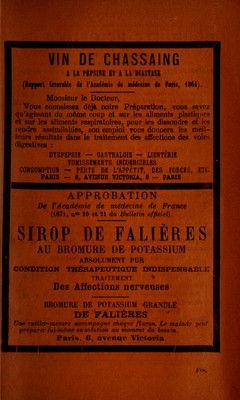 VIN DE CHASSAING
A LA PEPSINE ET A LA DIASTASE
(Rapport favorable de l'Académie de médecine de Paris, 1864).
Monsieur le Docteur,
Vous connaissez déjà notre Préparation, vous savez
qu'agissant du même coup et sur les aliments plastiques
et sur les aliments respiratoires, pour les dissoudre et les
rendre assimilables, son emploi vous donnera les meil-
leurs résultats dans le traitement des affections des voies
digestives :
DYSPEPSIE — GASTRALGIE — LIENTÉRIE
VOMISSEMENTS INCOERCIBLES
CONSOMPTION — PERTE DE L'APPÉTIT, DES FORCES, ETC.
PARIS — 6, AVENUE VICTORIA, 6 — PARIS
APPROBATION
De l'Académie de médecine de France
(1871, nos 20 et 21 du Bulletin officiel).
SIROP DE FALIÈRES
AU BROMURE DE POTASSIUM
ABSOLUMENT PUR
CONDITION THÉRAPEUTIQUE INDISPENSABLE
TRAITEMENT
Des Affections nerveuses
BROMURE DE POTASSIUM GRANULÉ
DE FALIÈRES
Une cuiller-mesure accompagne chaque flacon. Le malade peut
préparer lui-même sa solution au moment du besoin.
Paris, 6, avenue Victoria